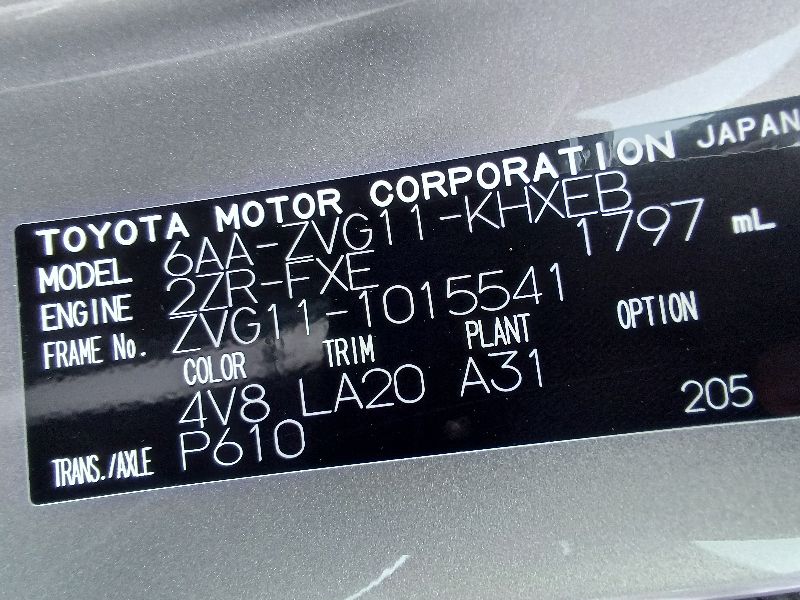 TOYOTA MOTOR CORPORATION JAPAN
MODEL 6AA-ZVG11-KHXEB
ENGINE 2ZR-FXE 1797 mL
FRAME No. ZVG11-1015541
COLOR TRIM PLANT OPTION
4V8 LA20 A31
TRANS./AXLE P610 205